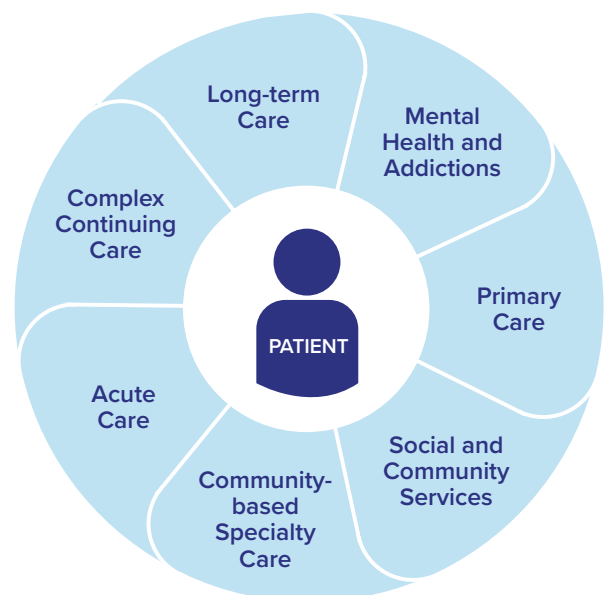 Long-term
Care
Mental
Health and
Addictions
Primary
Care
Social and
Community
Services
Community-
based
Specialty
Care
Acute
Care
Complex
Continuing
Care
PATIENT